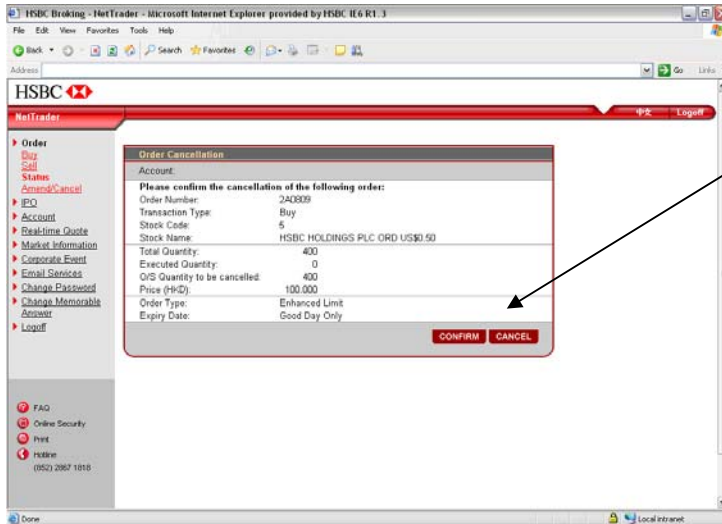 HSBC Broking - NetTrader - Microsoft Internet Explorer provided by HSBC IE6 R1.3
File Edit View Favorites Tools Help
Back Search Favorites
Address Go Links
HSBC
NetTrader 中文 Logoff
Order
Buy
Sell
Status
Amend/Cancel
IPO
Account
Real-time Quote
Market Information
Corporate Event
Email Services
Change Password
Change Memorable
Answer
Logoff
FAQ
Online Security
Print
Hotline
(852) 2867 1818
Order Cancellation
Account:
Please confirm the cancellation of the following order:
Order Number: 2A0809
Transaction Type: Buy
Stock Code: 5
Stock Name: HSBC HOLDINGS PLC ORD US$0.50
Total Quantity: 400
Executed Quantity: 0
O/S Quantity to be cancelled: 400
Price (HKD): 100.000
Order Type: Enhanced Limit
Expiry Date: Good Day Only
CONFIRM CANCEL
Done Local intranet